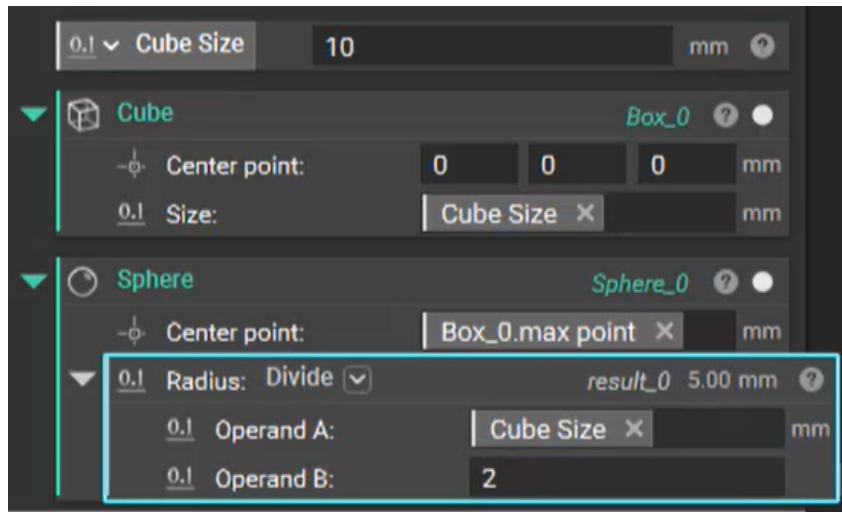 0.1 Cube Size 10 mm ?
Cube Box_0 ?
Center point: 0 0 0 mm
0.1 Size: Cube Size × mm
Sphere Sphere_0 ?
Center point: Box_0.max point × mm
0.1 Radius: Divide result_0 5.00 mm ?
0.1 Operand A: Cube Size × mm
0.1 Operand B: 2